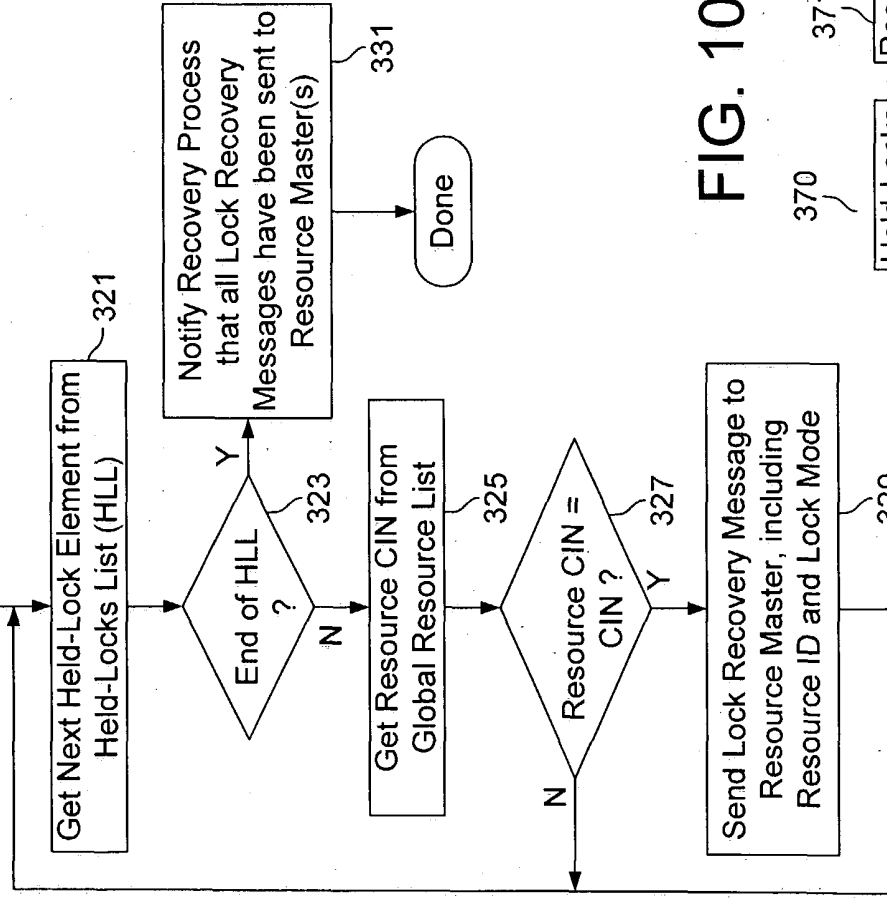 Get Next Held-Lock Element from
Held-Locks List (HLL)
321
End of HLL
?
323
Y
N
Notify Recovery Process
that all Lock Recovery
Messages have been sent to
Resource Master(s)
331
Done
Get Resource CIN from
Global Resource List
325
Resource CIN =
CIN ?
327
N
Y
Send Lock Recovery Message to
Resource Master, including
Resource ID and Lock Mode
FIG. 10
370